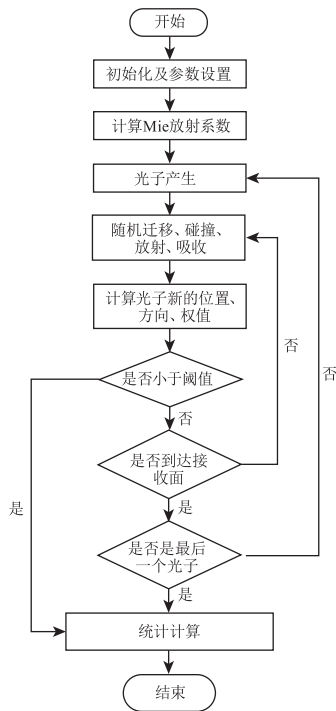 开始
初始化及参数设置
计算Mie放射系数
光子产生
随机迁移、碰撞、
放射、吸收
计算光子新的位置、
方向、权值
否
否
是否小于阈值
否
是否到达接
收面
是
是
是否是最后
一个光子
是
统计计算
结束